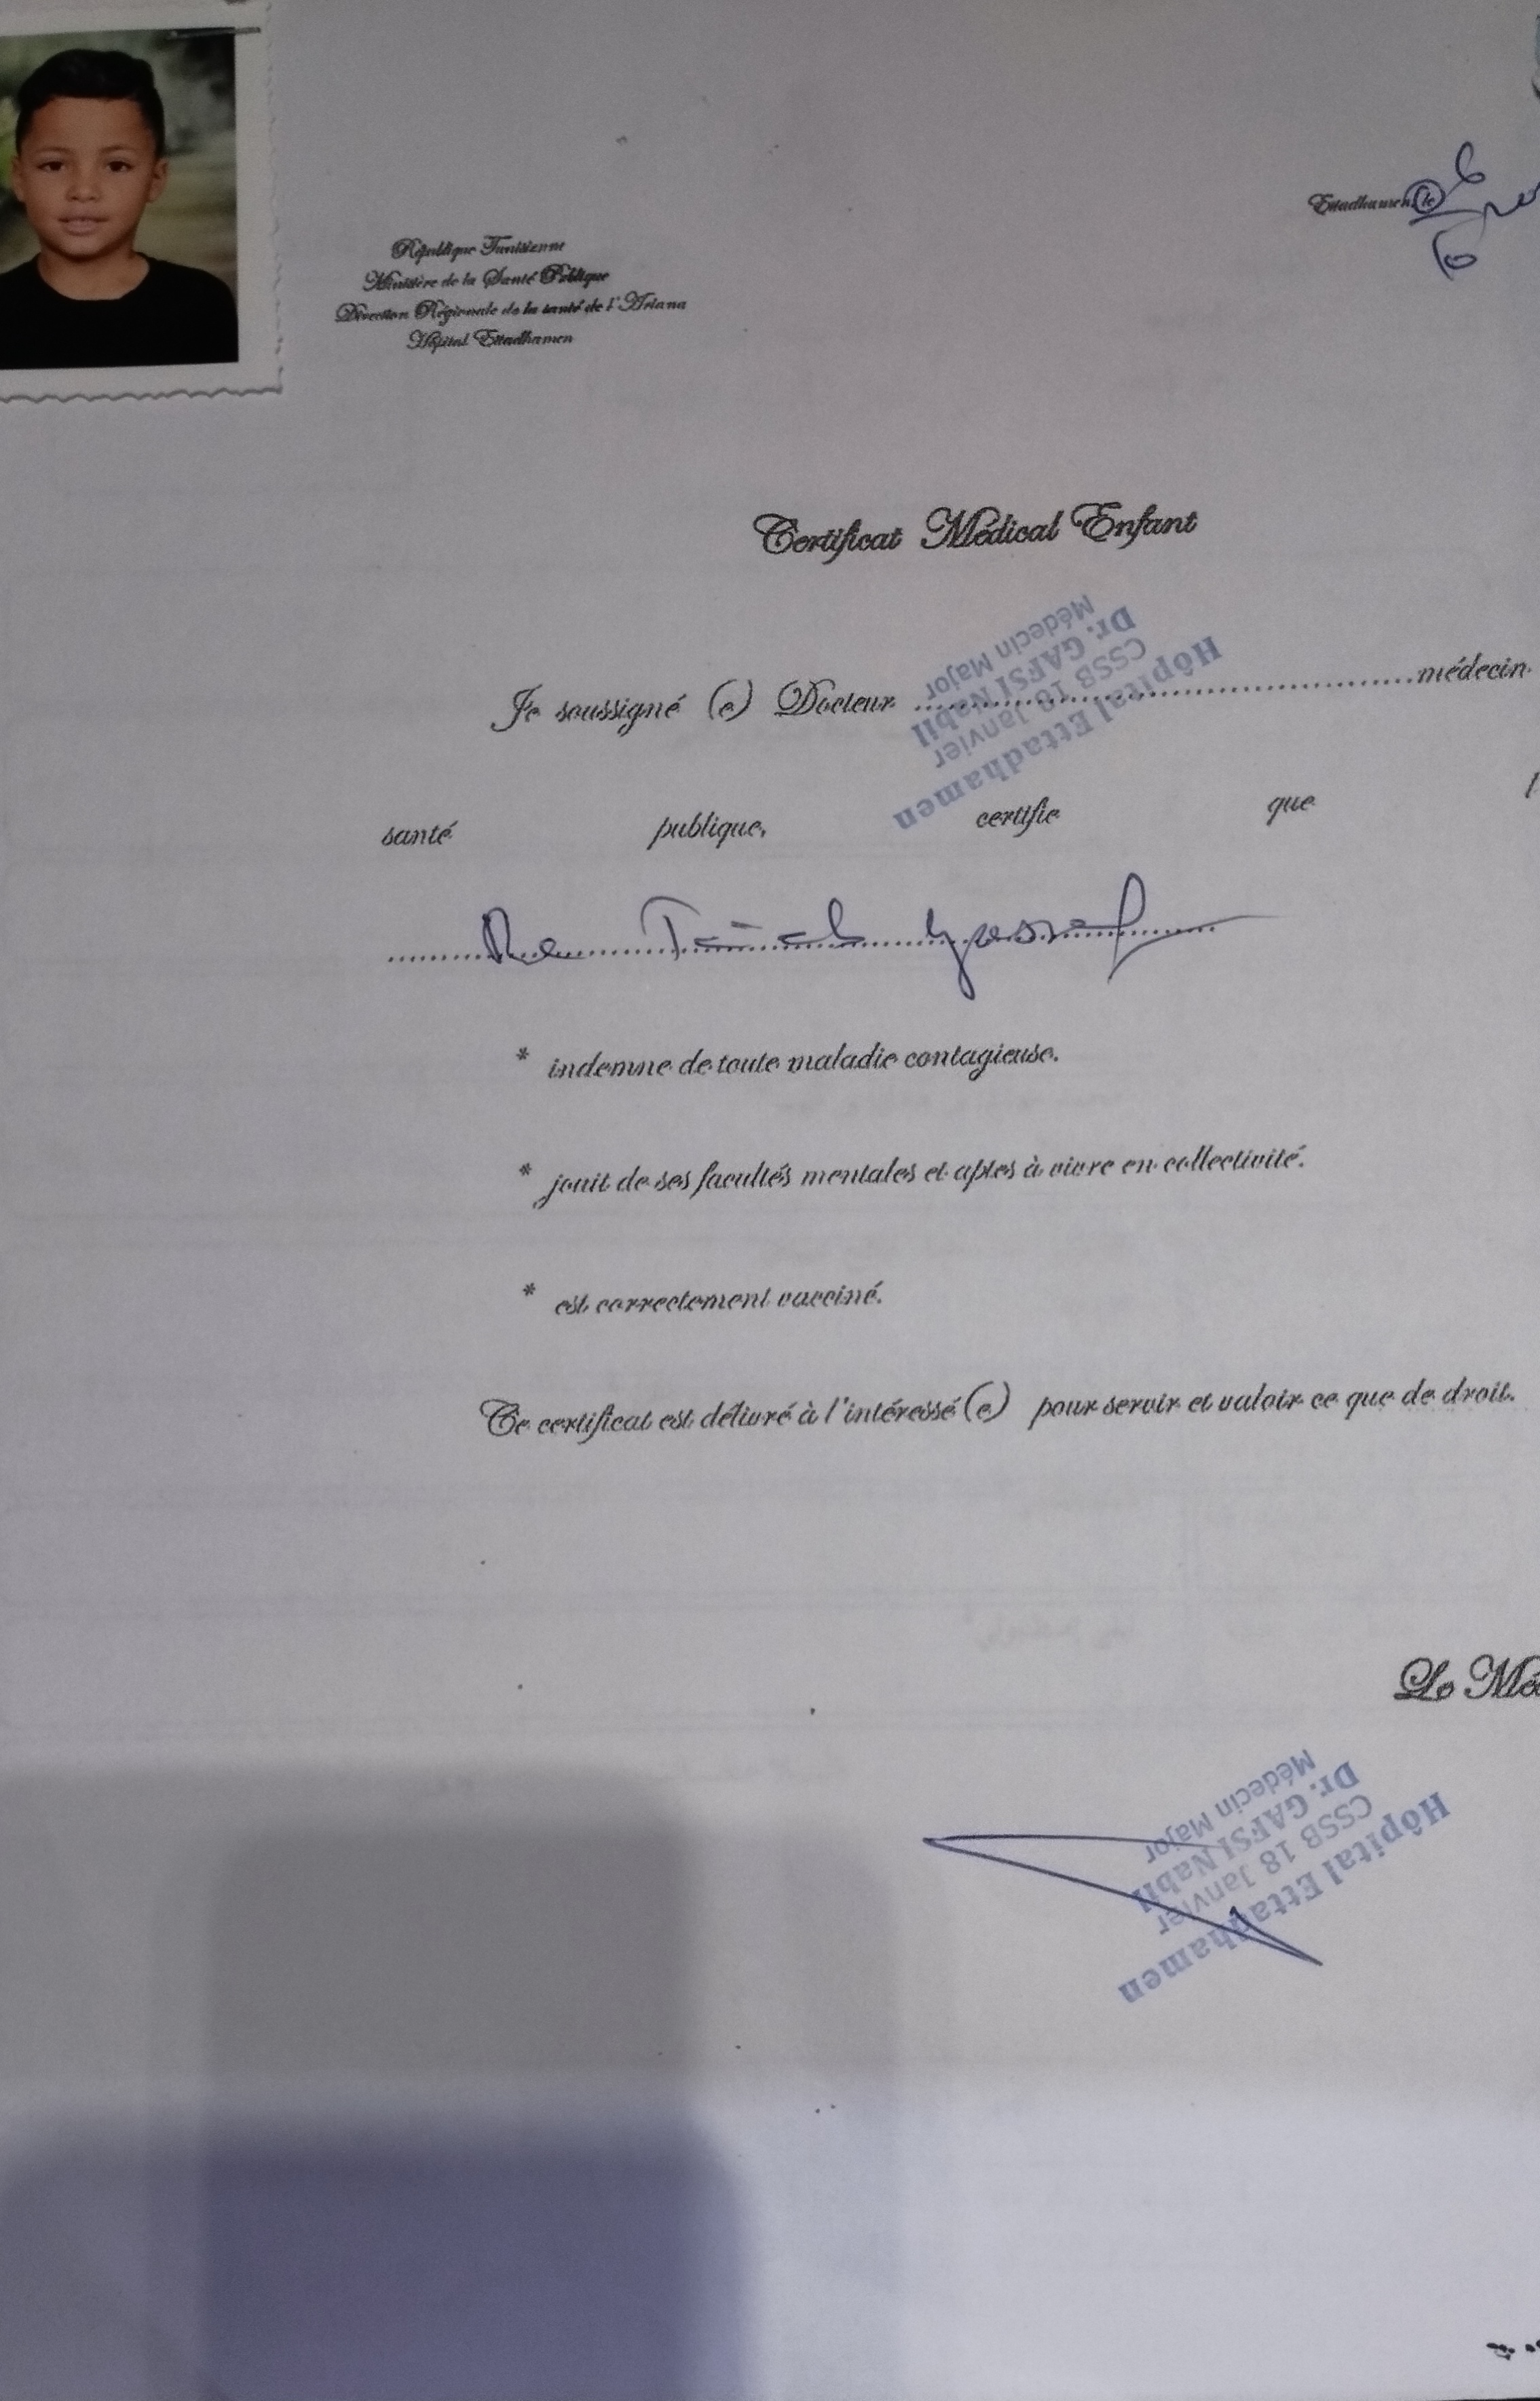 République Tunisienne
Ministère de la Santé Publique
Direction Régionale de la santé de l'Ariana
Hôpital Ettadhamen
Ettadhamen, le
Certificat Médical Enfant
Je soussigné (e) Docteur ........ médecin
Hôpital Ettadhamen
CSSB 18 Janvier
Dr. GAFSI Nabil
Médecin Major
santé publique, certifie que l
Ben
* indemne de toute maladie contagieuse.
* jouit de ses facultés mentales et aptes à vivre en collectivité.
* est correctement vacciné.
Ce certificat est délivré à l'intéressé (e) pour servir et valoir ce que de droit.
Le Mé
Hôpital Ettadhamen
CSSB 18 Janvier
Dr. GAFSI Nabil
Médecin Major